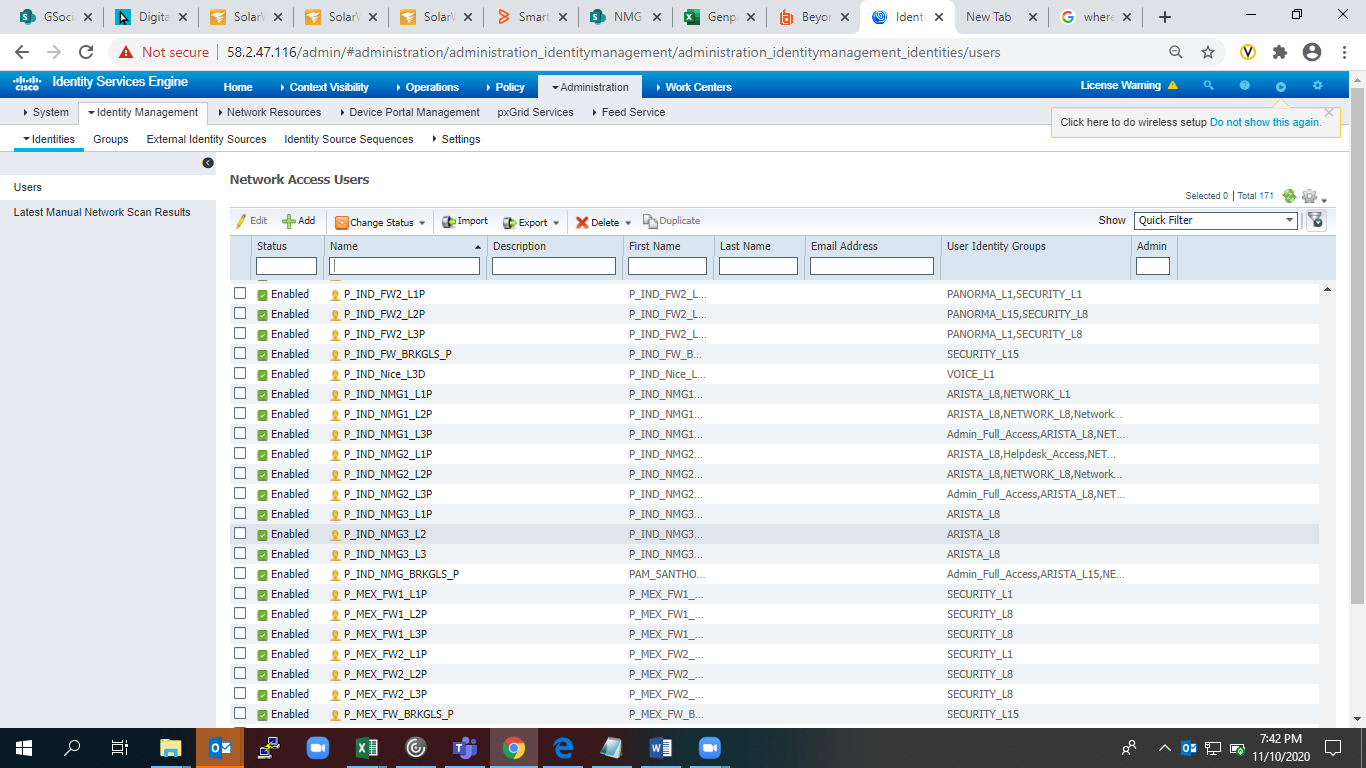 GSoci
Digita
SolarV
SolarV
SolarV
Smart
NMG
Genpa
Beyor
Identi
New Tab
where
Not secure 58.2.47.116/admin/#administration/administration_identitymanagement/administration_identitymanagement_identities/users
CISCO Identity Services Engine Home Context Visibility Operations Policy Administration Work Centers License Warning
System Identity Management Network Resources Device Portal Management pxGrid Services Feed Service
Click here to do wireless setup Do not show this again.
Identities Groups External Identity Sources Identity Source Sequences Settings
Users
Latest Manual Network Scan Results
Network Access Users
Selected 0 | Total 171
Edit Add Change Status Import Export Delete Duplicate Show Quick Filter
Status Name Description First Name Last Name Email Address User Identity Groups Admin
Enabled P_IND_FW2_L1P P_IND_FW2_L... PANORMA_L1,SECURITY_L1
Enabled P_IND_FW2_L2P P_IND_FW2_L... PANORMA_L15,SECURITY_L8
Enabled P_IND_FW2_L3P P_IND_FW2_L... PANORMA_L1,SECURITY_L8
Enabled P_IND_FW_BRKGLS_P P_IND_FW_B... SECURITY_L15
Enabled P_IND_Nice_L3D P_IND_Nice_L... VOICE_L1
Enabled P_IND_NMG1_L1P P_IND_NMG1... ARISTA_L8,NETWORK_L1
Enabled P_IND_NMG1_L2P P_IND_NMG1... ARISTA_L8,NETWORK_L8,Network...
Enabled P_IND_NMG1_L3P P_IND_NMG1... Admin_Full_Access,ARISTA_L8,NET...
Enabled P_IND_NMG2_L1P P_IND_NMG2... ARISTA_L8,Helpdesk_Access,NET...
Enabled P_IND_NMG2_L2P P_IND_NMG2... ARISTA_L8,NETWORK_L8,Network...
Enabled P_IND_NMG2_L3P P_IND_NMG2... Admin_Full_Access,ARISTA_L8,NET...
Enabled P_IND_NMG3_L1P P_IND_NMG3... ARISTA_L8
Enabled P_IND_NMG3_L2 P_IND_NMG3... ARISTA_L8
Enabled P_IND_NMG3_L3 P_IND_NMG3... ARISTA_L8
Enabled P_IND_NMG_BRKGLS_P PAM_SANTHO... Admin_Full_Access,ARISTA_L15,NE...
Enabled P_MEX_FW1_L1P P_MEX_FW1_... SECURITY_L1
Enabled P_MEX_FW1_L2P P_MEX_FW1_... SECURITY_L8
Enabled P_MEX_FW1_L3P P_MEX_FW1_... SECURITY_L8
Enabled P_MEX_FW2_L1P P_MEX_FW2_... SECURITY_L1
Enabled P_MEX_FW2_L2P P_MEX_FW2_... SECURITY_L8
Enabled P_MEX_FW2_L3P P_MEX_FW2_... SECURITY_L8
Enabled P_MEX_FW_BRKGLS_P P_MEX_FW_B... SECURITY_L15
7:42 PM
11/10/2020